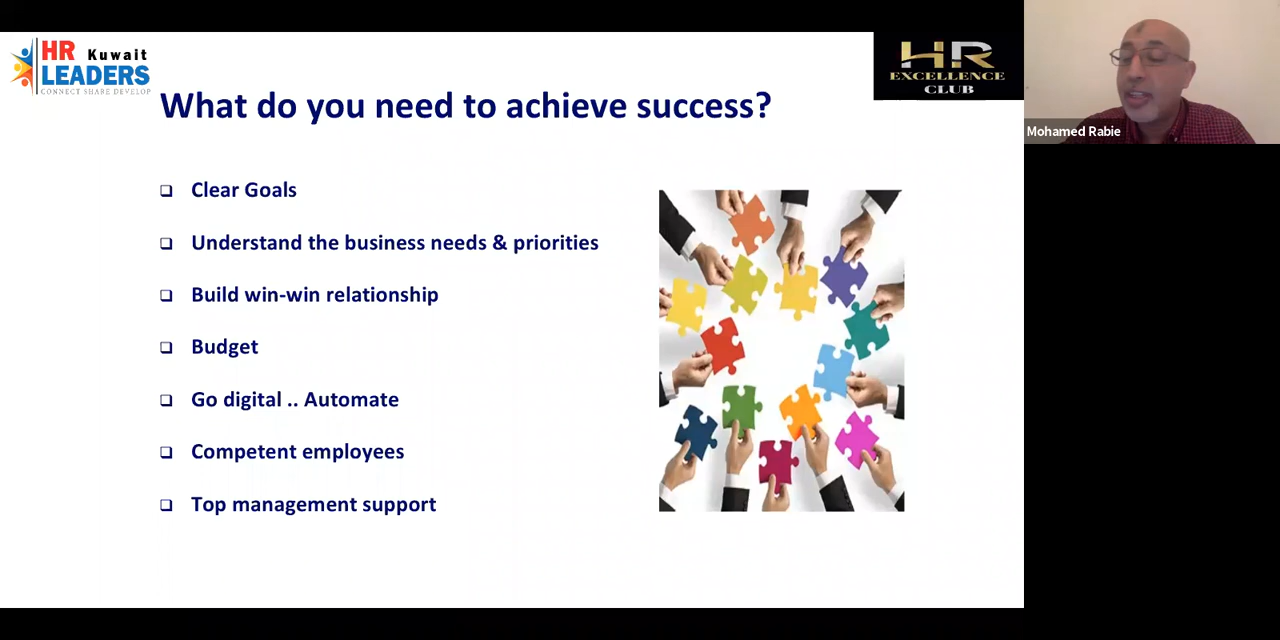 HR Kuwait
LEADERS
CONNECT SHARE DEVELOP
HR
EXCELLENCE
CLUB
Mohamed Rabie
What do you need to achieve success?
❑ Clear Goals
❑ Understand the business needs & priorities
❑ Build win-win relationship
❑ Budget
❑ Go digital .. Automate
❑ Competent employees
❑ Top management support